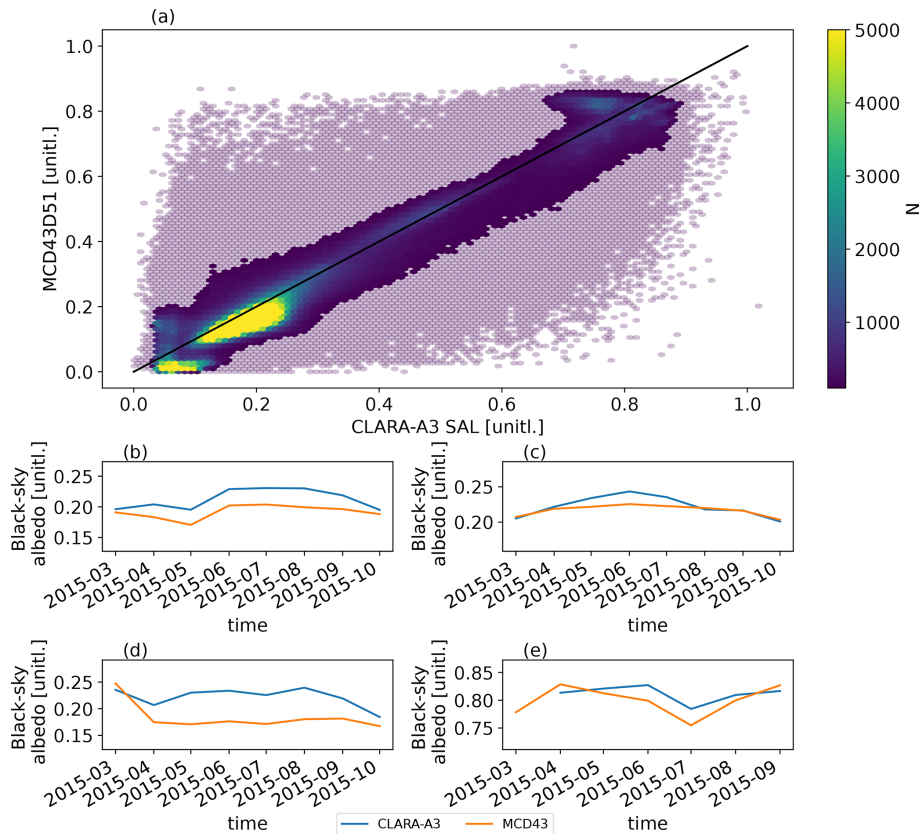 (a)
MCD43D51 [unitl.]
1.0
0.8
0.6
0.4
0.2
0.0
0.0 0.2 0.4 0.6 0.8 1.0
CLARA-A3 SAL [unitl.]
5000
4000
3000
2000
1000
N
(b)
Black-sky
albedo [unitl.]
0.25
0.20
0.15
2015-03 2015-04 2015-05 2015-06 2015-07 2015-08 2015-09 2015-10
time
(c)
Black-sky
albedo [unitl.]
0.25
0.20
2015-03 2015-04 2015-05 2015-06 2015-07 2015-08 2015-09 2015-10
time
(d)
Black-sky
albedo [unitl.]
0.25
0.20
0.15
2015-03 2015-04 2015-05 2015-06 2015-07 2015-08 2015-09 2015-10
time
(e)
Black-sky
albedo [unitl.]
0.85
0.80
0.75
2015-03 2015-04 2015-05 2015-06 2015-07 2015-08 2015-09
time
CLARA-A3 MCD43